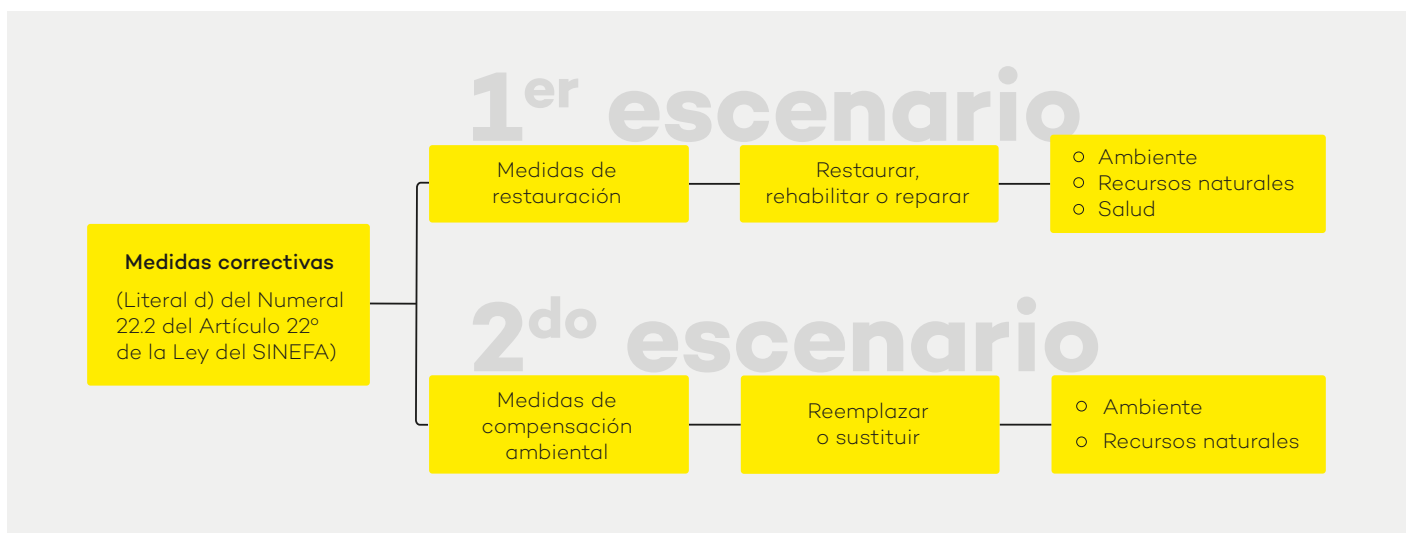 1er escenario
Medidas de
restauración
Restaurar,
rehabilitar o reparar
Ambiente
Recursos naturales
Salud
Medidas correctivas
(Literal d) del Numeral
22.2 del Artículo 22º
de la Ley del SINEFA)
2do escenario
Medidas de
compensación
ambiental
Reemplazar
o sustituir
Ambiente
Recursos naturales